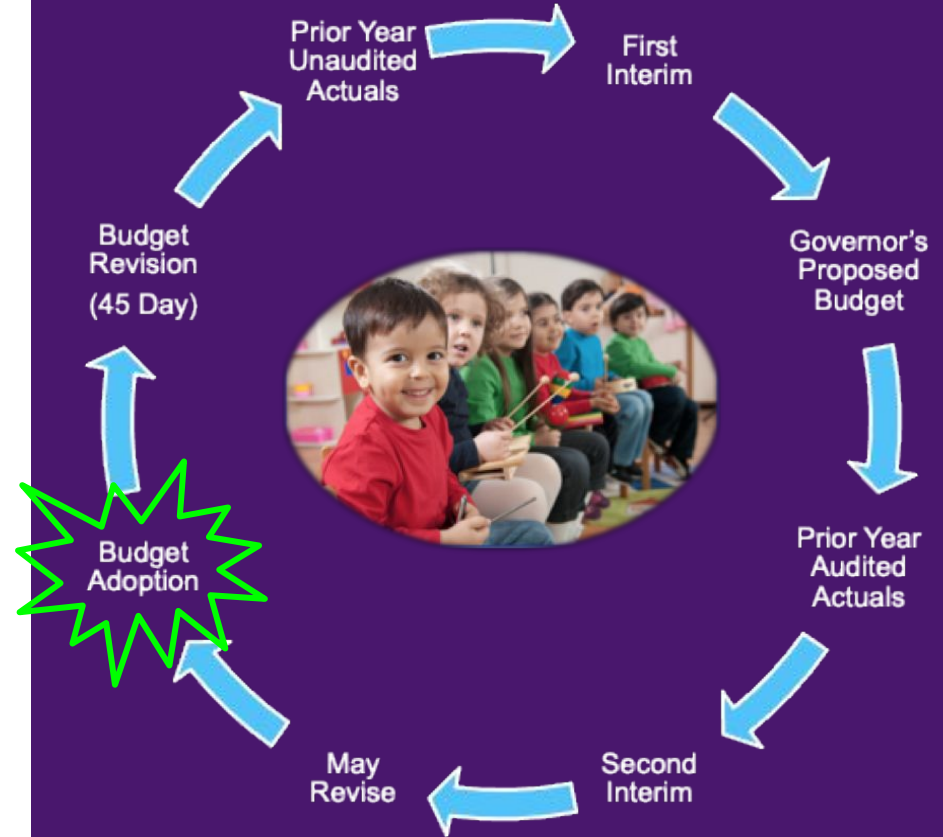 Prior Year
Unaudited
Actuals
First
Interim
Governor's
Proposed
Budget
Prior Year
Audited
Actuals
Second
Interim
May
Revise
Budget
Adoption
Budget
Revision
(45 Day)